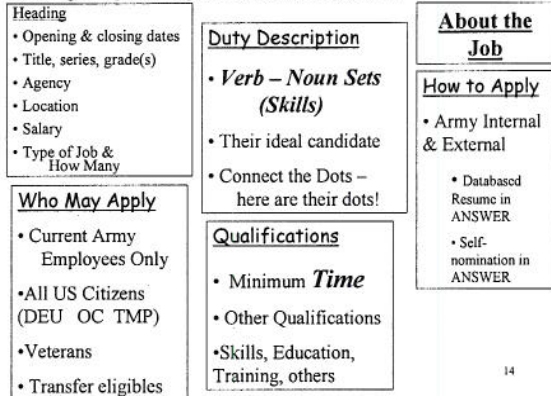 Heading
• Opening & closing dates
• Title, series, grade(s)
• Agency
• Location
• Salary
• Type of Job &
How Many
Who May Apply
• Current Army
Employees Only
•All US Citizens
(DEU OC TMP)
•Veterans
• Transfer eligibles
Duty Description
• Verb – Noun Sets
(Skills)
• Their ideal candidate
• Connect the Dots –
here are their dots!
Qualifications
• Minimum Time
• Other Qualifications
•Skills, Education,
Training, others
About the
Job
How to Apply
• Army Internal
& External
• Databased
Resume in
ANSWER
• Self-
nomination in
ANSWER
14